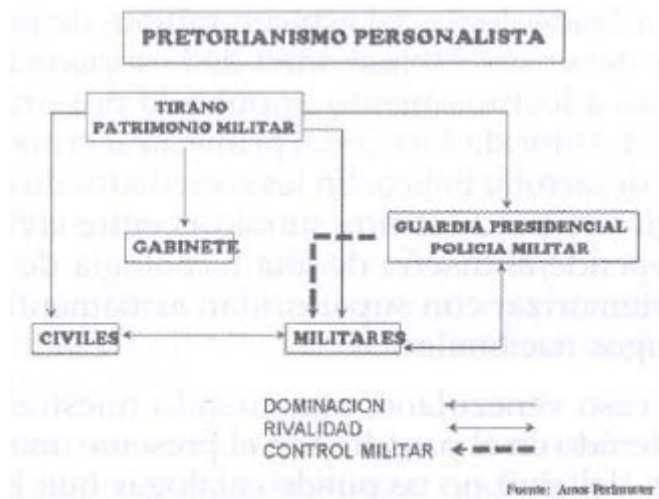 PRETORIANISMO PERSONALISTA
TIRANO
PATRIMONIO MILITAR
GABINETE
GUARDIA PRESIDENCIAL
POLICIA MILITAR
CIVILES
MILITARES
DOMINACION
RIVALIDAD
CONTROL MILITAR
Fuente: Amos Perlmutter